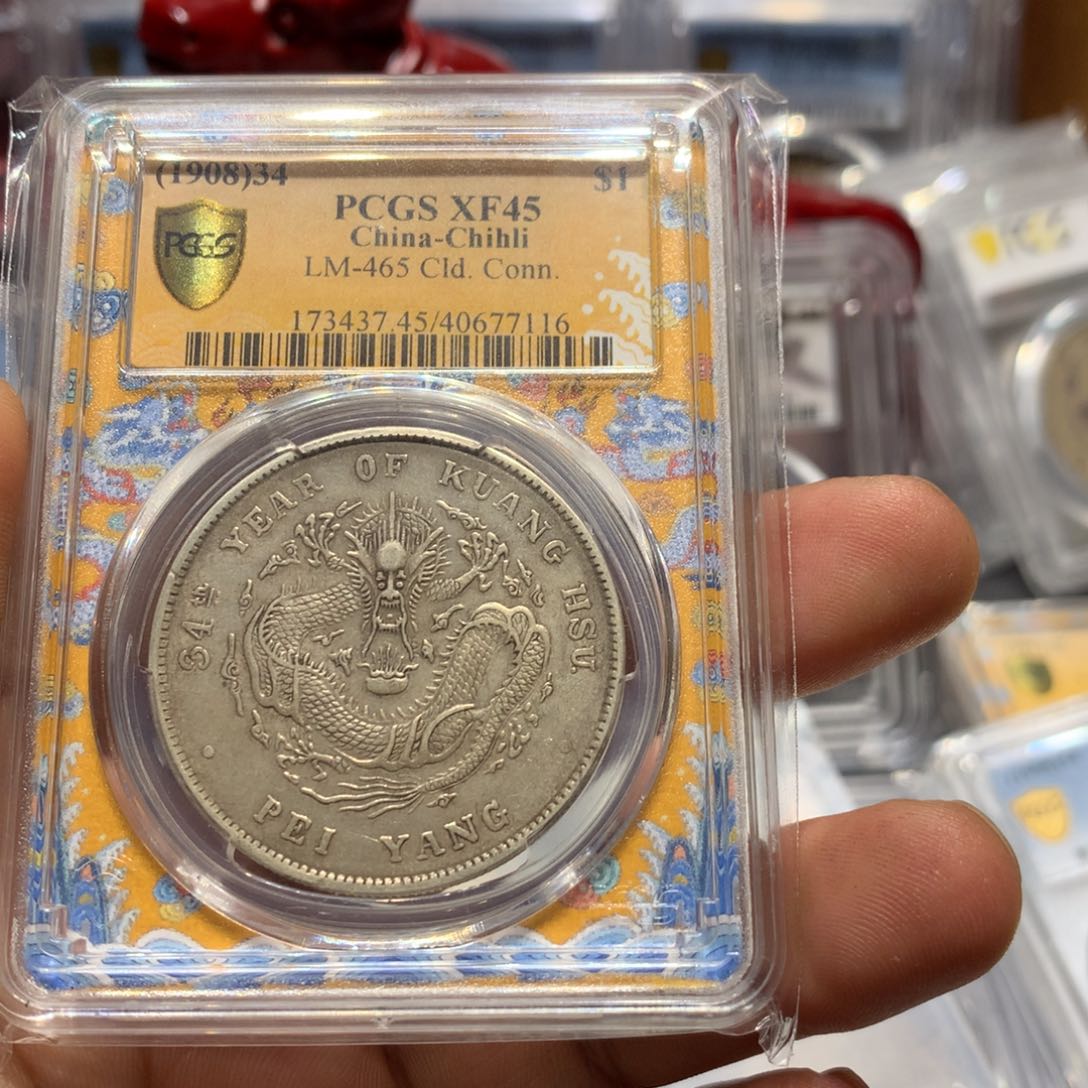 (1908)34 $1
PCGS XF45
China-Chihli
LM-465 Cld. Conn.
173437.45/40677116
PCGS
34TH YEAR OF KUANG HSU
PEI YANG